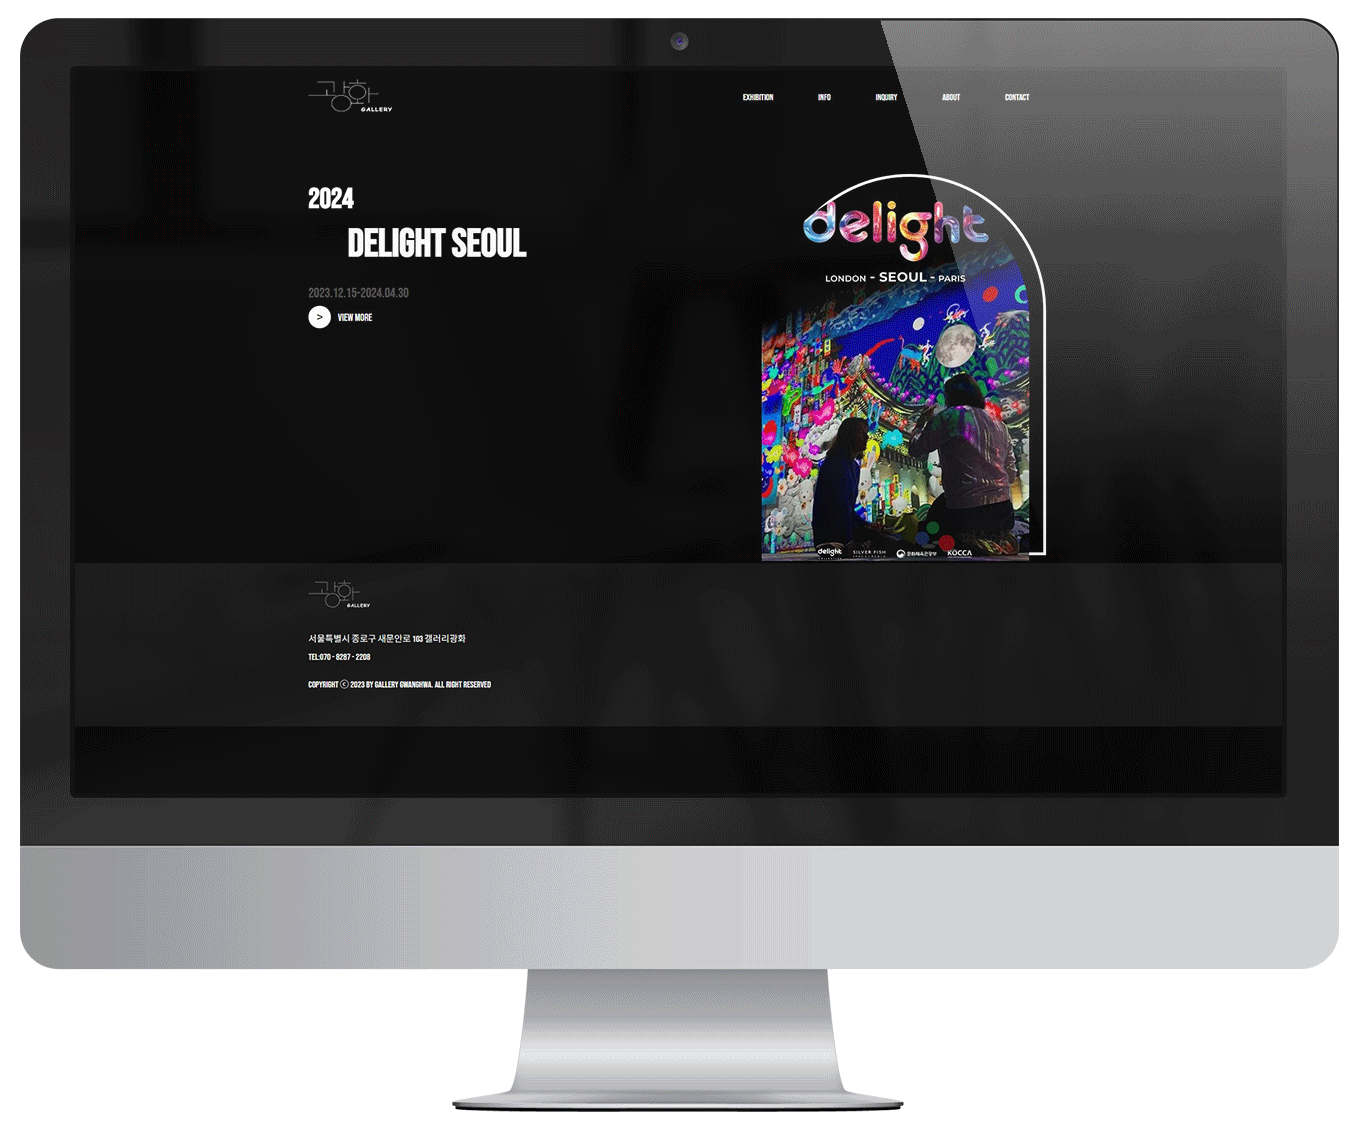 광화
GALLERY
EXHIBITION INFO INQUIRY ABOUT CONTACT
2024
DELIGHT SEOUL
2023.12.15-2024.04.30
> VIEW MORE
delight
LONDON - SEOUL - PARIS
delight SILVER FISH 문화체육관광부 KOCCA
광화
GALLERY
서울특별시 종로구 새문안로 103 갤러리광화
TEL:070 - 8287 - 2208
COPYRIGHT ⓒ 2023 BY GALLERY GWANGHWA. ALL RIGHT RESERVED